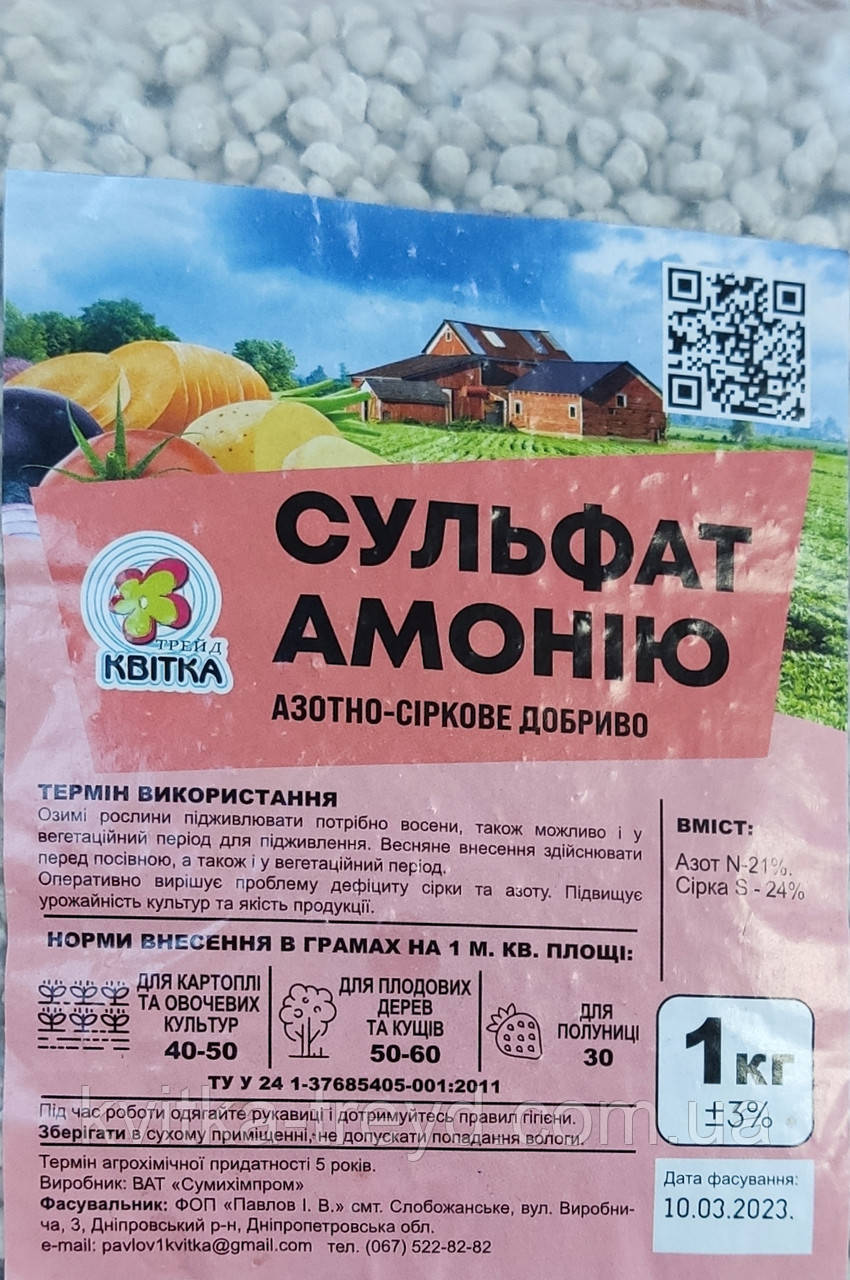 СУЛЬФАТ
АМОНІЮ
АЗОТНО-СІРКОВЕ ДОБРИВО
ТРЕЙД
КВІТКА
ТЕРМІН ВИКОРИСТАННЯ
Озимі рослини підживлювати потрібно восени, також можливо і у
вегетаційний період для підживлення. Весняне внесення здійснювати
перед посівною, а також і у вегетаційний період.
Оперативно вирішує проблему дефіциту сірки та азоту. Підвищує
урожайність культур та якість продукції.
ВМІСТ:
Азот N-21%.
Сірка S - 24%
НОРМИ ВНЕСЕННЯ В ГРАМАХ НА 1 М. КВ. ПЛОЩІ:
ДЛЯ КАРТОПЛІ
ТА ОВОЧЕВИХ
КУЛЬТУР
40-50
ДЛЯ ПЛОДОВИХ
ДЕРЕВ
ТА КУЩІВ
50-60
ДЛЯ
ПОЛУНИЦІ
30
ТУ У 24 1-37685405-001:2011
1 кг
±3%
kvitka-treyd.com.ua
Під час роботи одягайте рукавиці і дотримуйтесь правил гігієни.
Зберігати в сухому приміщенні, не допускати попадання вологи.
Термін агрохімічної придатності 5 років.
Виробник: ВАТ «Сумихімпром»
Фасувальник: ФОП «Павлов І. В.» смт. Слобожанське, вул. Виробни-
ча, 3, Дніпровський р-н, Дніпропетровська обл.
e-mail: pavlov1kvitka@gmail.com тел. (067) 522-82-82
Дата фасування:
10.03.2023.